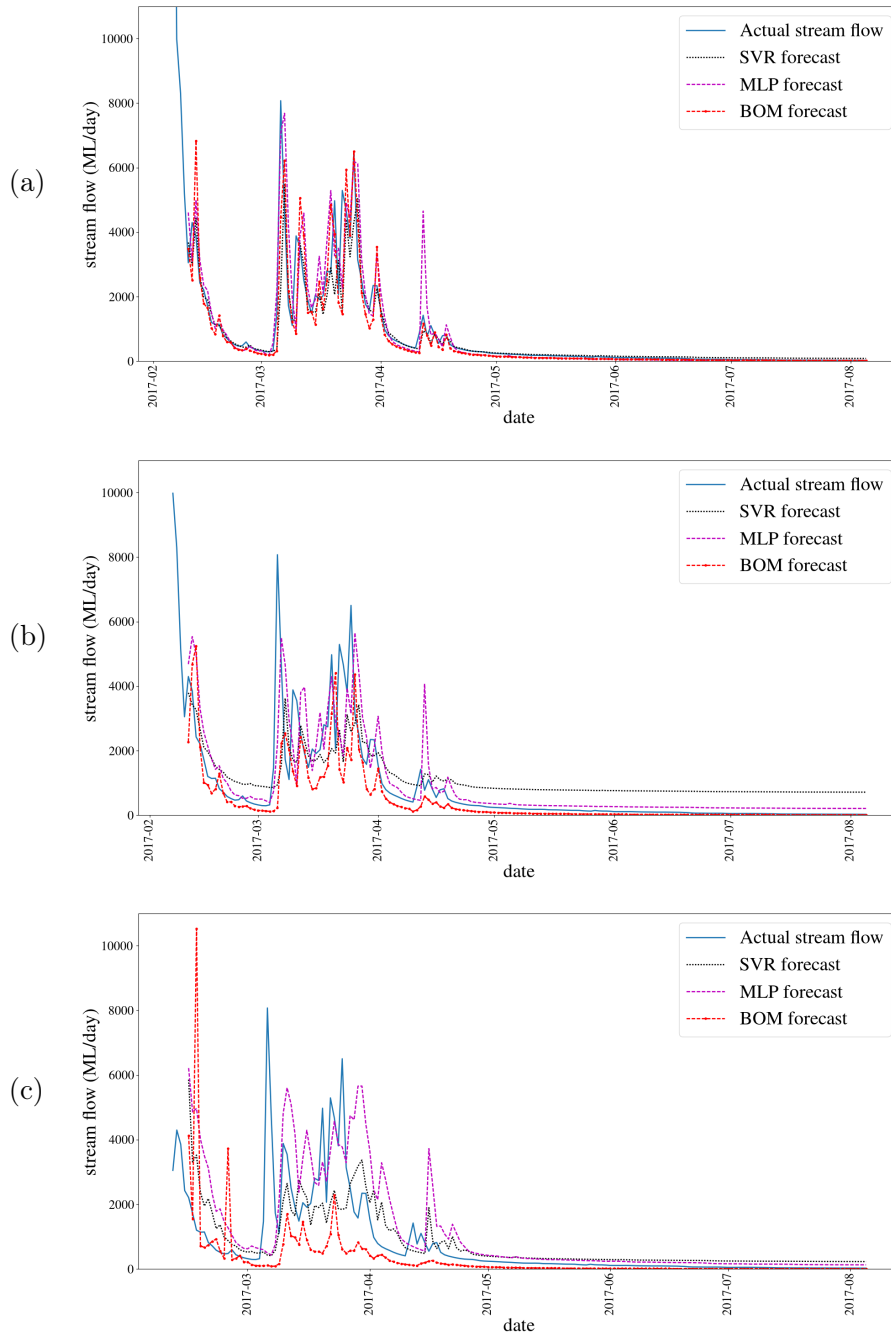 (a)
stream flow (ML/day)
10000
8000
6000
4000
2000
0
Actual stream flow
SVR forecast
MLP forecast
BOM forecast
2017-02
2017-03
2017-04
2017-05
2017-06
2017-07
2017-08
date
(b)
stream flow (ML/day)
10000
8000
6000
4000
2000
0
Actual stream flow
SVR forecast
MLP forecast
BOM forecast
2017-02
2017-03
2017-04
2017-05
2017-06
2017-07
2017-08
date
(c)
stream flow (ML/day)
10000
8000
6000
4000
2000
0
Actual stream flow
SVR forecast
MLP forecast
BOM forecast
2017-03
2017-04
2017-05
2017-06
2017-07
2017-08
date